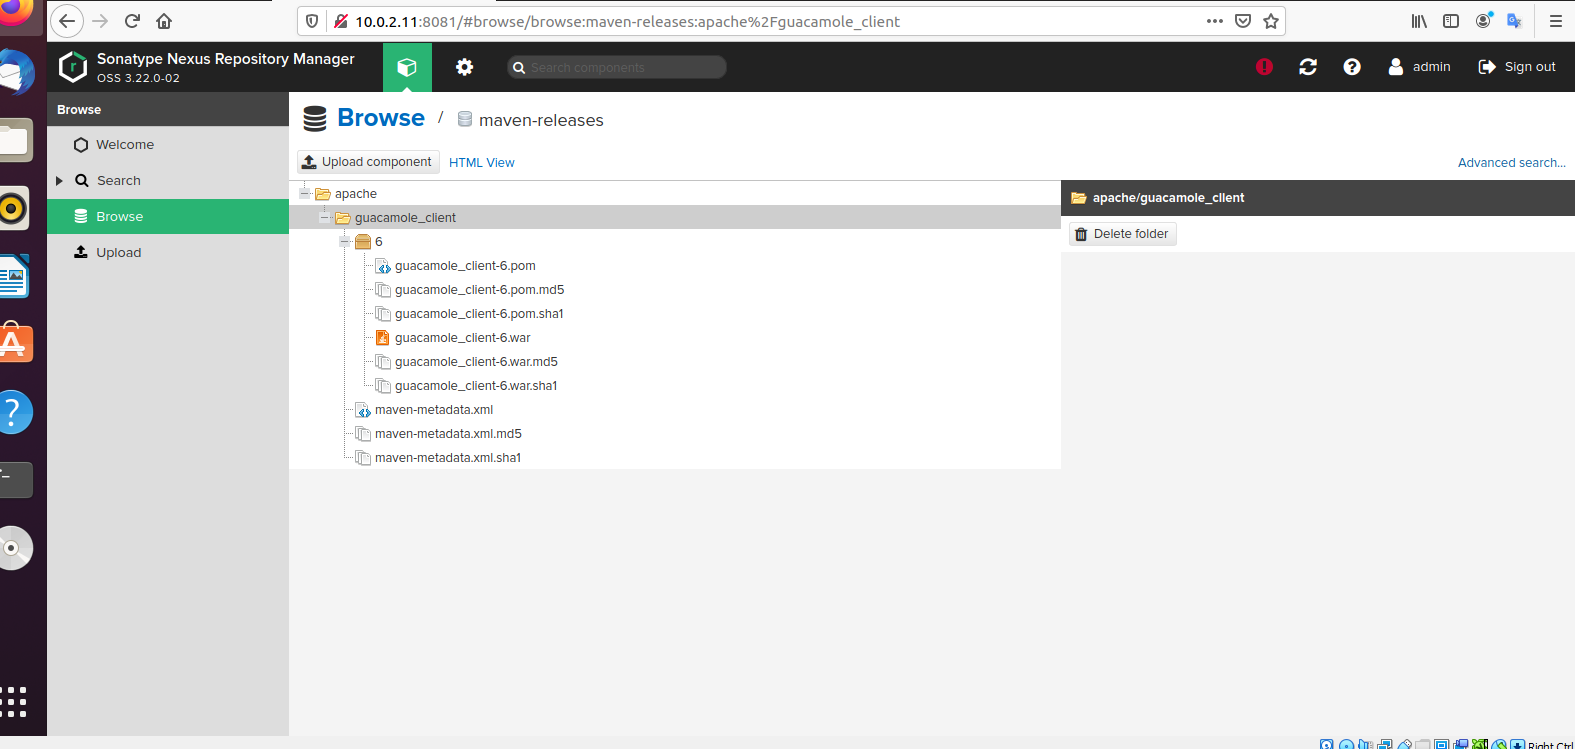 10.0.2.11:8081/#browse/browse:maven-releases:apache%2Fguacamole_client
Sonatype Nexus Repository Manager
OSS 3.22.0-02
Search components
admin
Sign out
Browse
Welcome
Search
Browse
Upload
Browse / maven-releases
Upload component
HTML View
Advanced search...
apache
guacamole_client
6
guacamole_client-6.pom
guacamole_client-6.pom.md5
guacamole_client-6.pom.sha1
guacamole_client-6.war
guacamole_client-6.war.md5
guacamole_client-6.war.sha1
maven-metadata.xml
maven-metadata.xml.md5
maven-metadata.xml.sha1
apache/guacamole_client
Delete folder
Right Ctrl